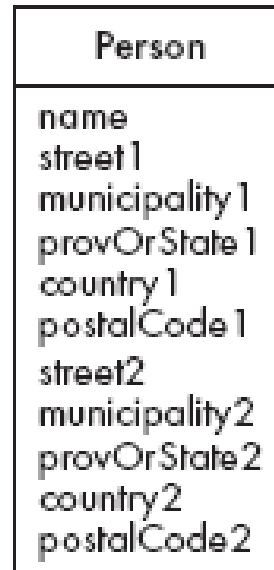 Person
name
street1
municipality1
provOrState1
country1
postalCode1
street2
municipality2
provOrState2
country2
postalCode2